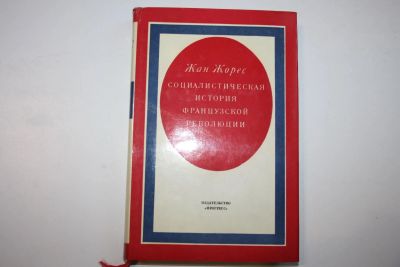 Жан Жорес
СОЦИАЛИСТИЧЕСКАЯ
ИСТОРИЯ
ФРАНЦУЗСКОЙ
РЕВОЛЮЦИИ
ИЗДАТЕЛЬСТВО
«ПРОГРЕСС»